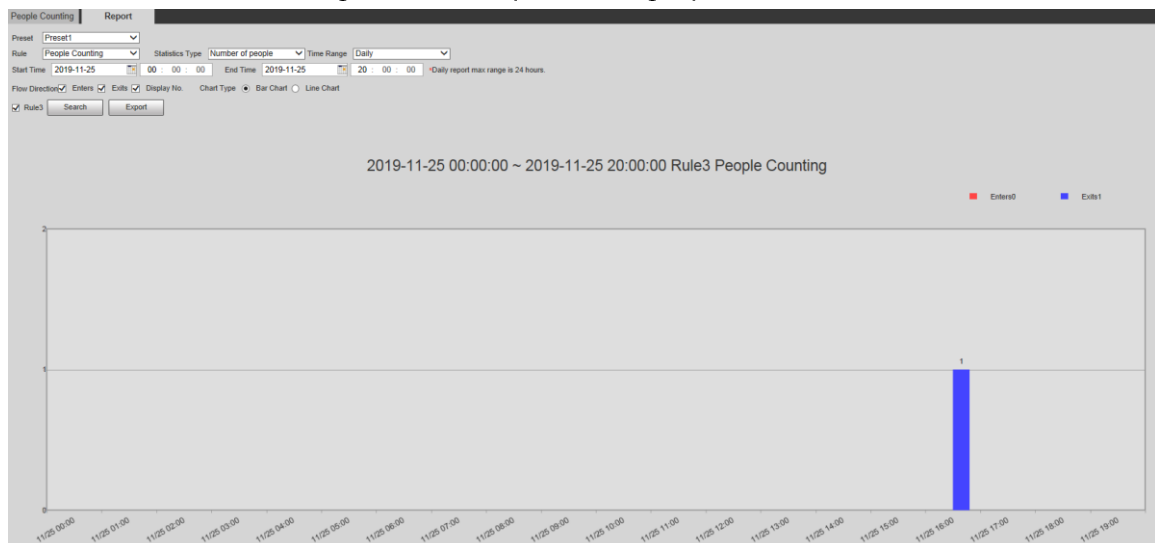 People Counting Report
Preset Preset1
Rule People Counting Statistics Type Number of people Time Range Daily
Start Time 2019-11-25 00 : 00 : 00 End Time 2019-11-25 20 : 00 : 00 *Daily report max range is 24 hours.
Flow Direction Enters Exits Display No. Chart Type Bar Chart Line Chart
Rule3 Search Export
2019-11-25 00:00:00 ~ 2019-11-25 20:00:00 Rule3 People Counting
Enters0 Exits1
2
1
1
0
11/25 00:00 11/25 01:00 11/25 02:00 11/25 03:00 11/25 04:00 11/25 05:00 11/25 06:00 11/25 07:00 11/25 08:00 11/25 09:00 11/25 10:00 11/25 11:00 11/25 12:00 11/25 13:00 11/25 14:00 11/25 15:00 11/25 16:00 11/25 17:00 11/25 18:00 11/25 19:00